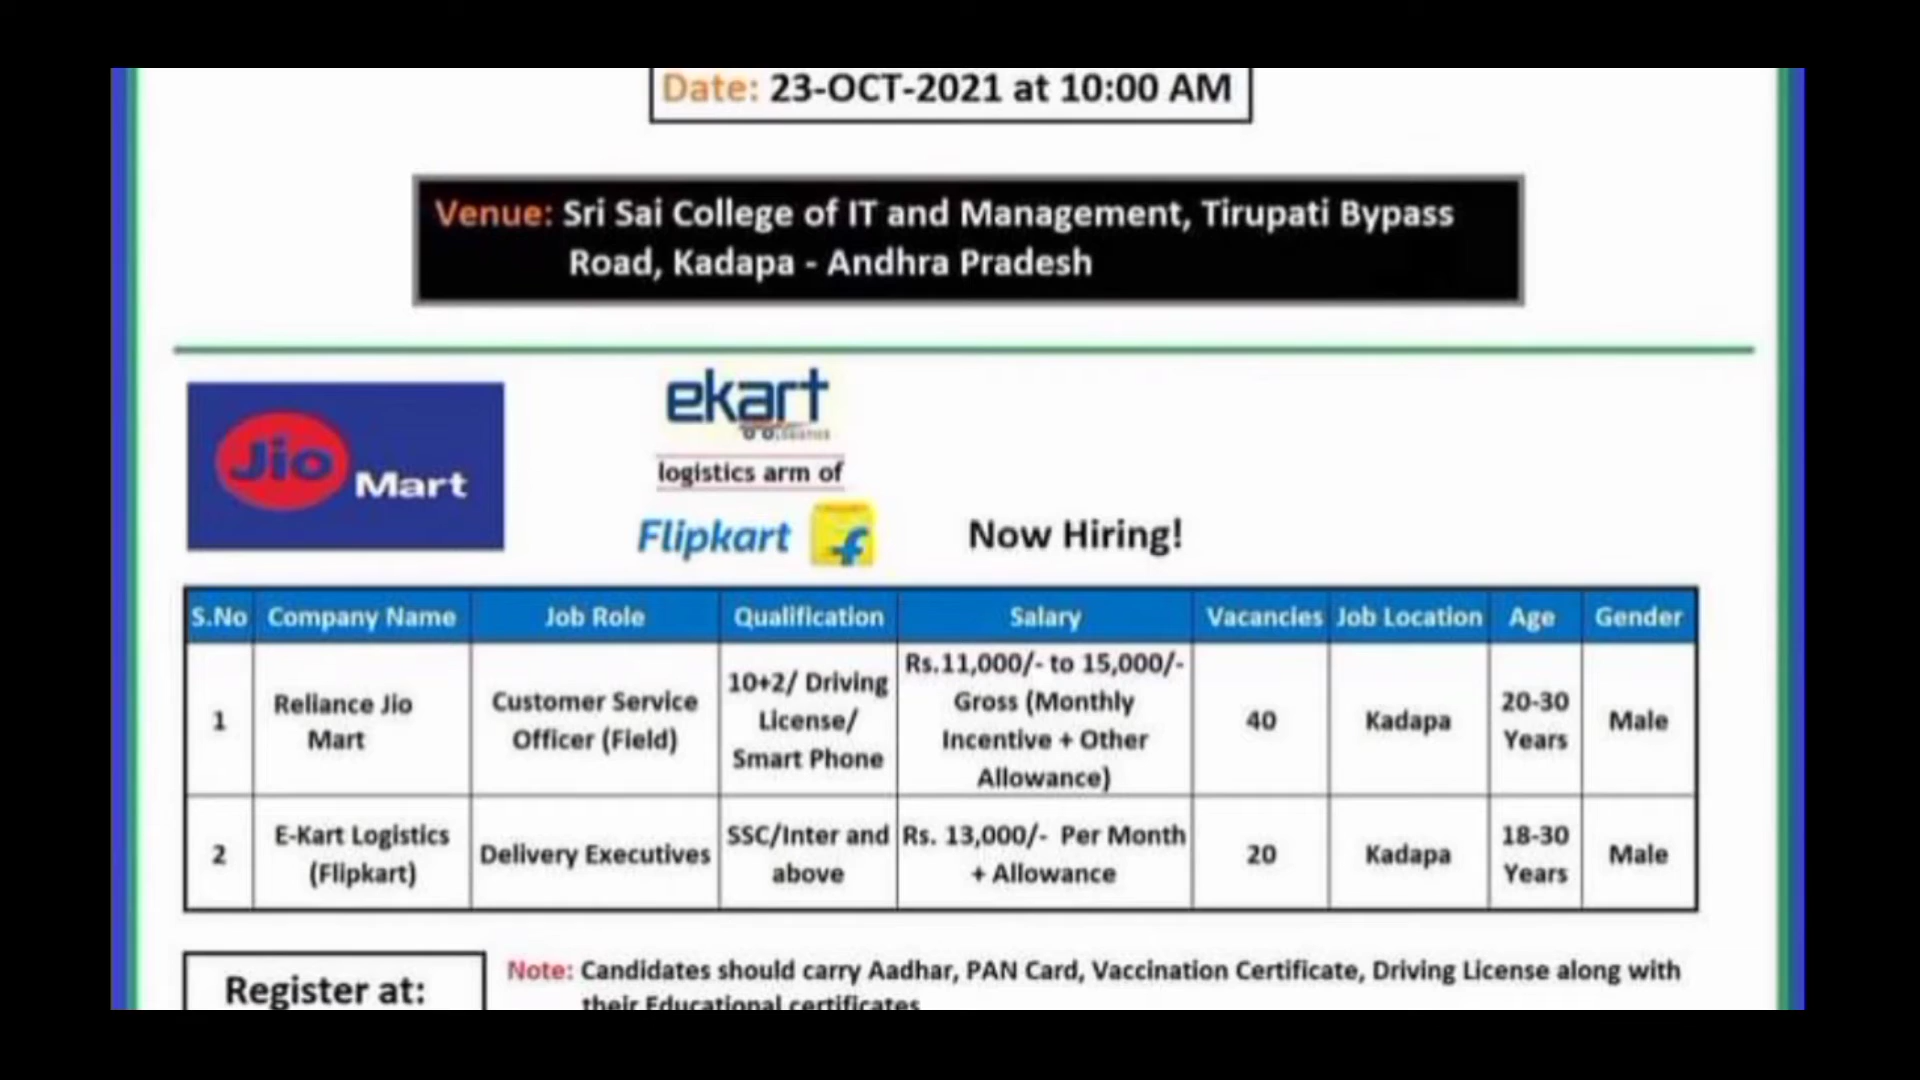 Date: 23-OCT-2021 at 10:00 AM
Venue: Sri Sai College of IT and Management, Tirupati Bypass
Road, Kadapa - Andhra Pradesh
Jio Mart
ekart
LOGISTICS
logistics arm of
Flipkart
Now Hiring!
S.No Company Name Job Role Qualification Salary Vacancies Job Location Age Gender
1 Reliance Jio Mart Customer Service Officer (Field) 10+2/ Driving License/ Smart Phone Rs.11,000/- to 15,000/- Gross (Monthly Incentive + Other Allowance) 40 Kadapa 20-30 Years Male
2 E-Kart Logistics (Flipkart) Delivery Executives SSC/Inter and above Rs. 13,000/- Per Month + Allowance 20 Kadapa 18-30 Years Male
Register at:
Note: Candidates should carry Aadhar, PAN Card, Vaccination Certificate, Driving License along with
their Educational certificates